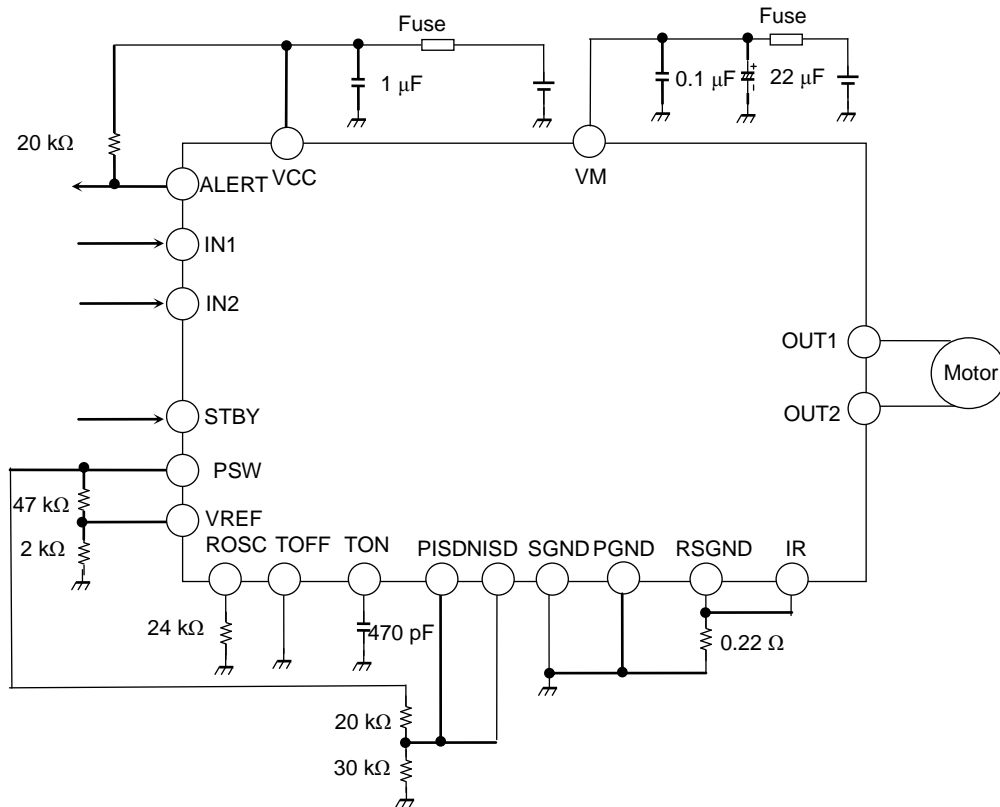 Fuse
Fuse
1 μF
0.1 μF
+
-
22 μF
20 kΩ
VCC
VM
ALERT
IN1
IN2
OUT1
Motor
OUT2
STBY
PSW
47 kΩ
VREF
2 kΩ
ROSC
TOFF
TON
PISD
NISD
SGND
PGND
RSGND
IR
24 kΩ
470 pF
0.22 Ω
20 kΩ
30 kΩ